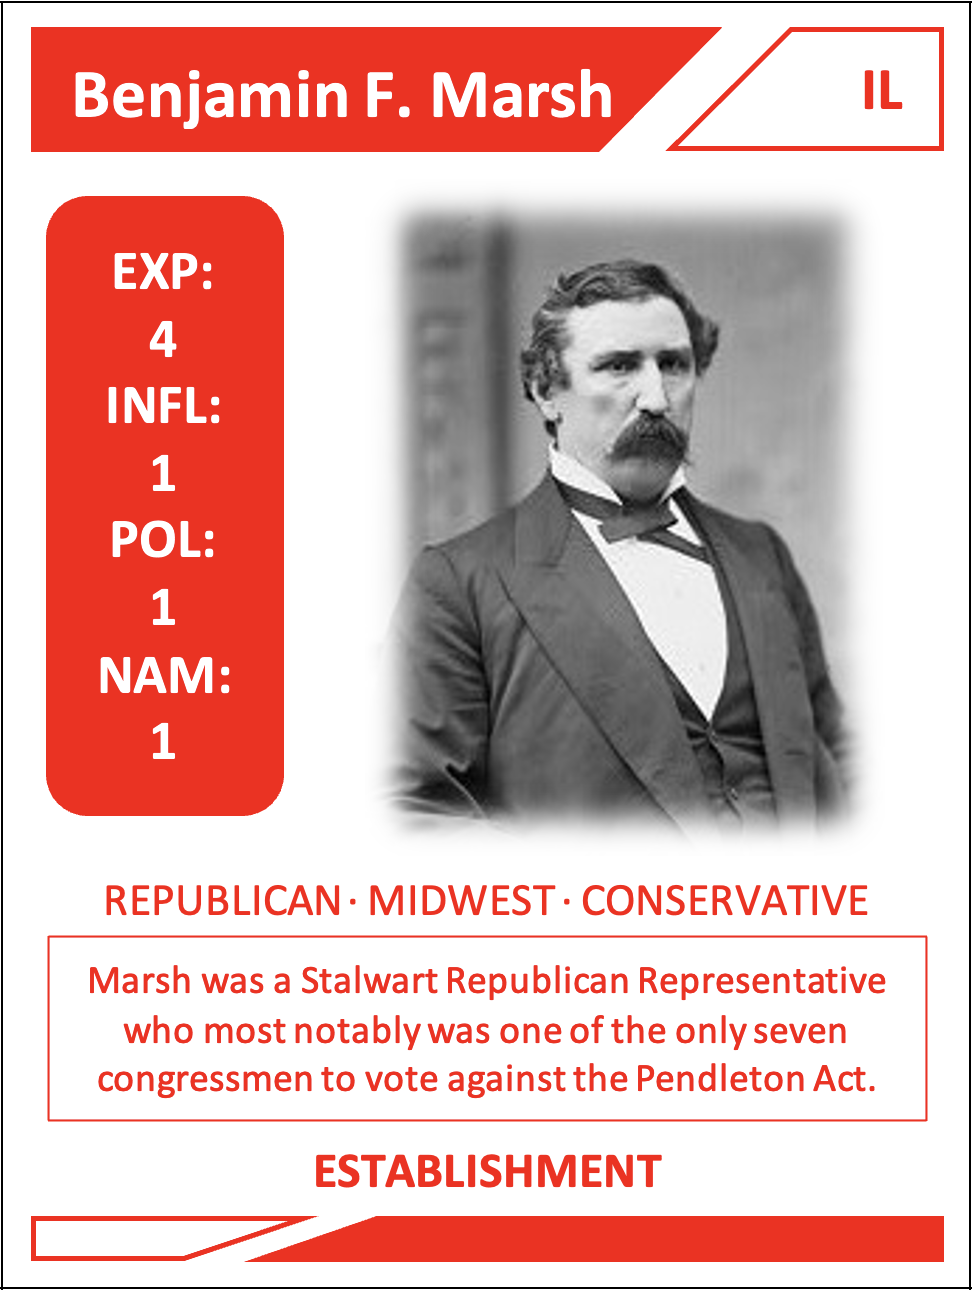 Benjamin F. Marsh
IL
EXP:
4
INFL:
1
POL:
1
NAM:
1
REPUBLICAN · MIDWEST · CONSERVATIVE
Marsh was a Stalwart Republican Representative
who most notably was one of the only seven
congressmen to vote against the Pendleton Act.
ESTABLISHMENT